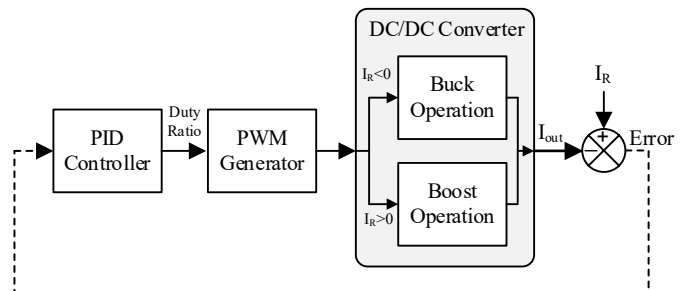 DC/DC Converter
I_R<0
Buck
Operation
I_R
Duty
Ratio
PID
Controller
PWM
Generator
I_out
+
−
Error
I_R>0
Boost
Operation